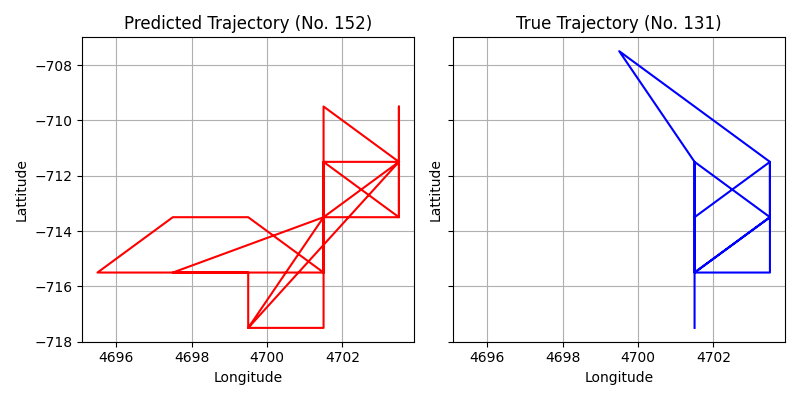 Predicted Trajectory (No. 152)
True Trajectory (No. 131)
Lattitude
−708
−710
−712
−714
−716
−718
4696
4698
4700
4702
Longitude
Lattitude
4696
4698
4700
4702
Longitude